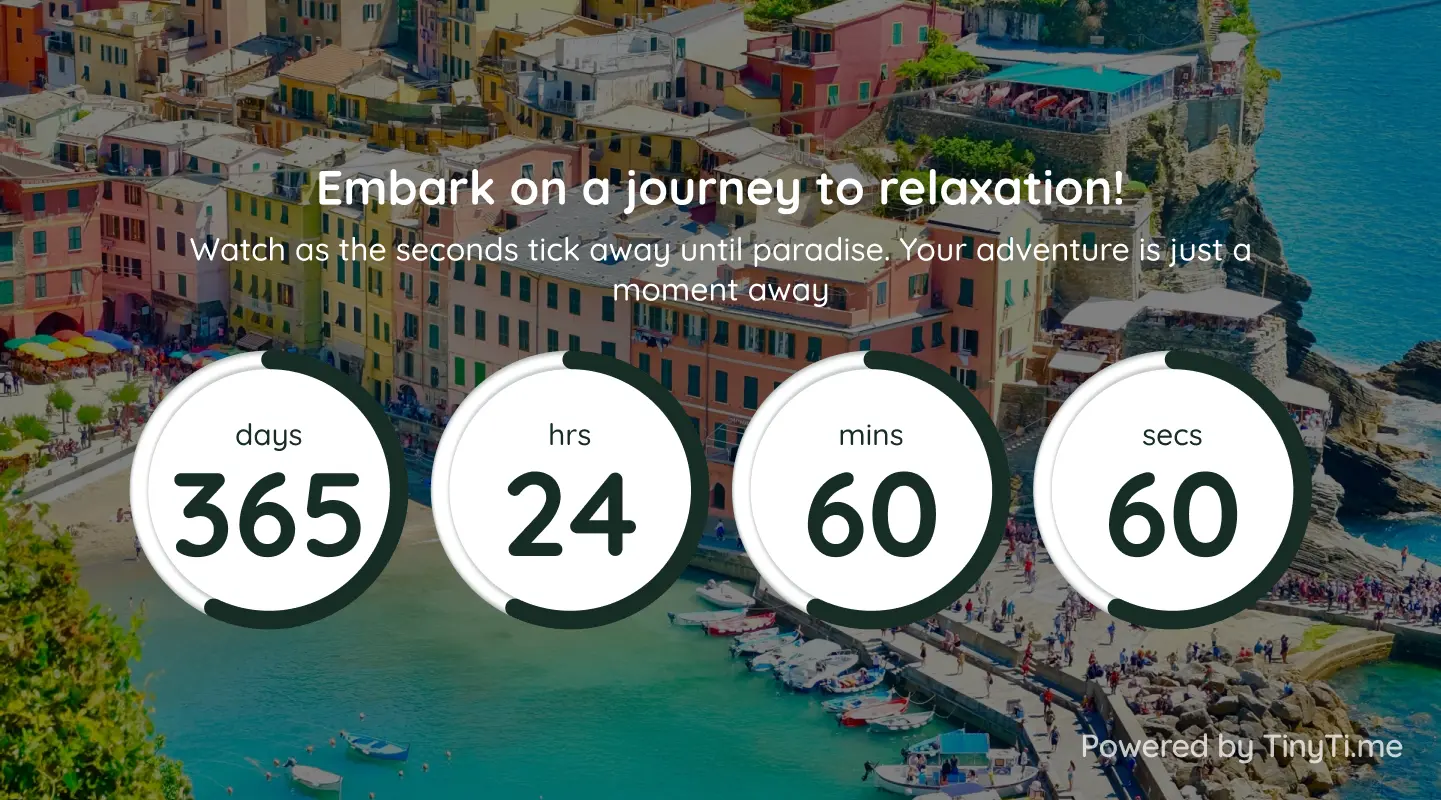 Embark on a journey to relaxation!
Watch as the seconds tick away until paradise. Your adventure is just a
moment away
days
365
hrs
24
mins
60
secs
60
Powered by TinyTi.me